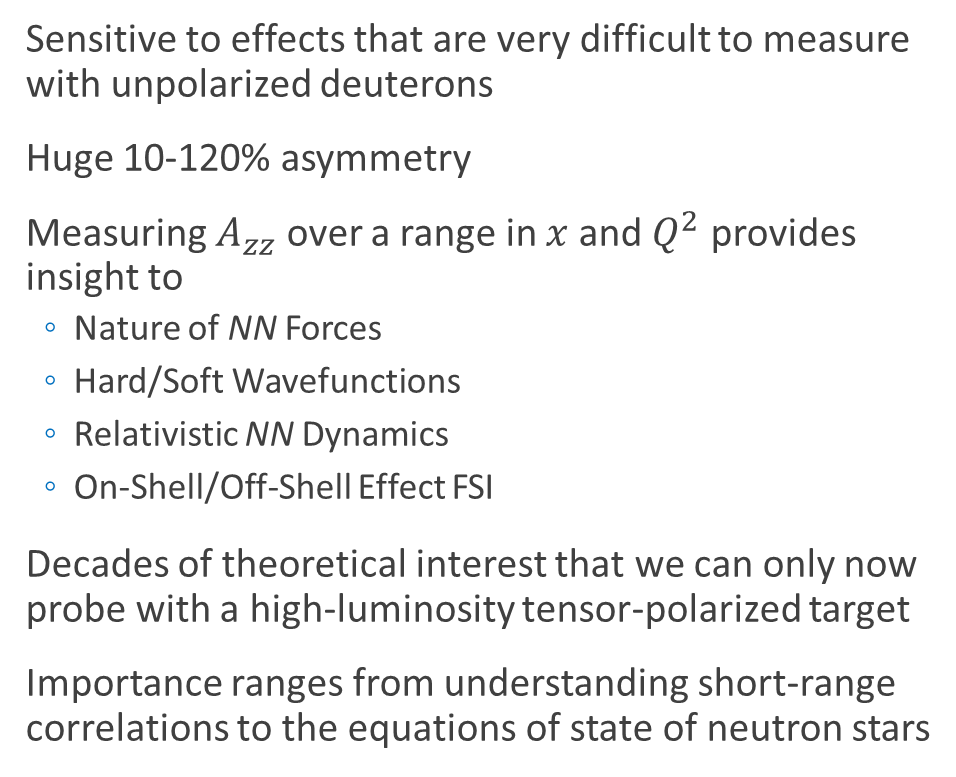 Sensitive to effects that are very difficult to measure
with unpolarized deuterons
Huge 10-120% asymmetry
Measuring A_zz over a range in x and Q² provides
insight to
◦ Nature of NN Forces
◦ Hard/Soft Wavefunctions
◦ Relativistic NN Dynamics
◦ On-Shell/Off-Shell Effect FSI
Decades of theoretical interest that we can only now
probe with a high-luminosity tensor-polarized target
Importance ranges from understanding short-range
correlations to the equations of state of neutron stars